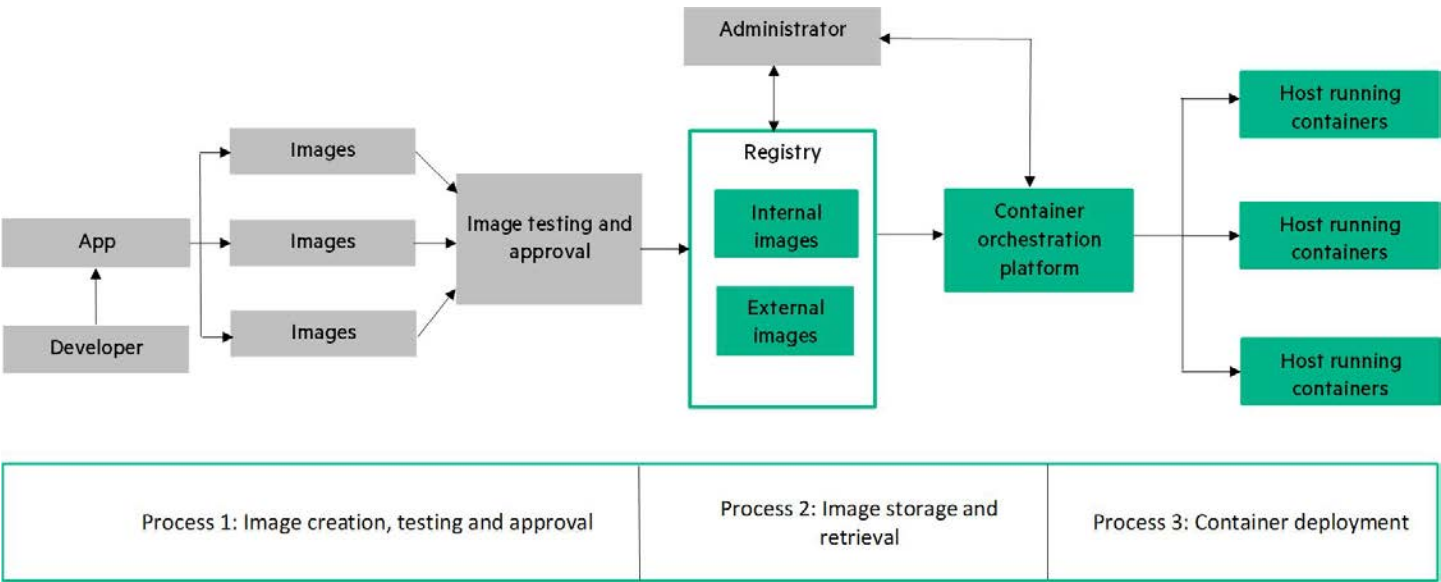 Administrator
Host running
containers
Images
Registry
Internal
images
Image testing and
approval
Container
orchestration
platform
App
Images
Host running
containers
External
images
Images
Developer
Host running
containers
Process 1: Image creation, testing and approval
Process 2: Image storage and
retrieval
Process 3: Container deployment